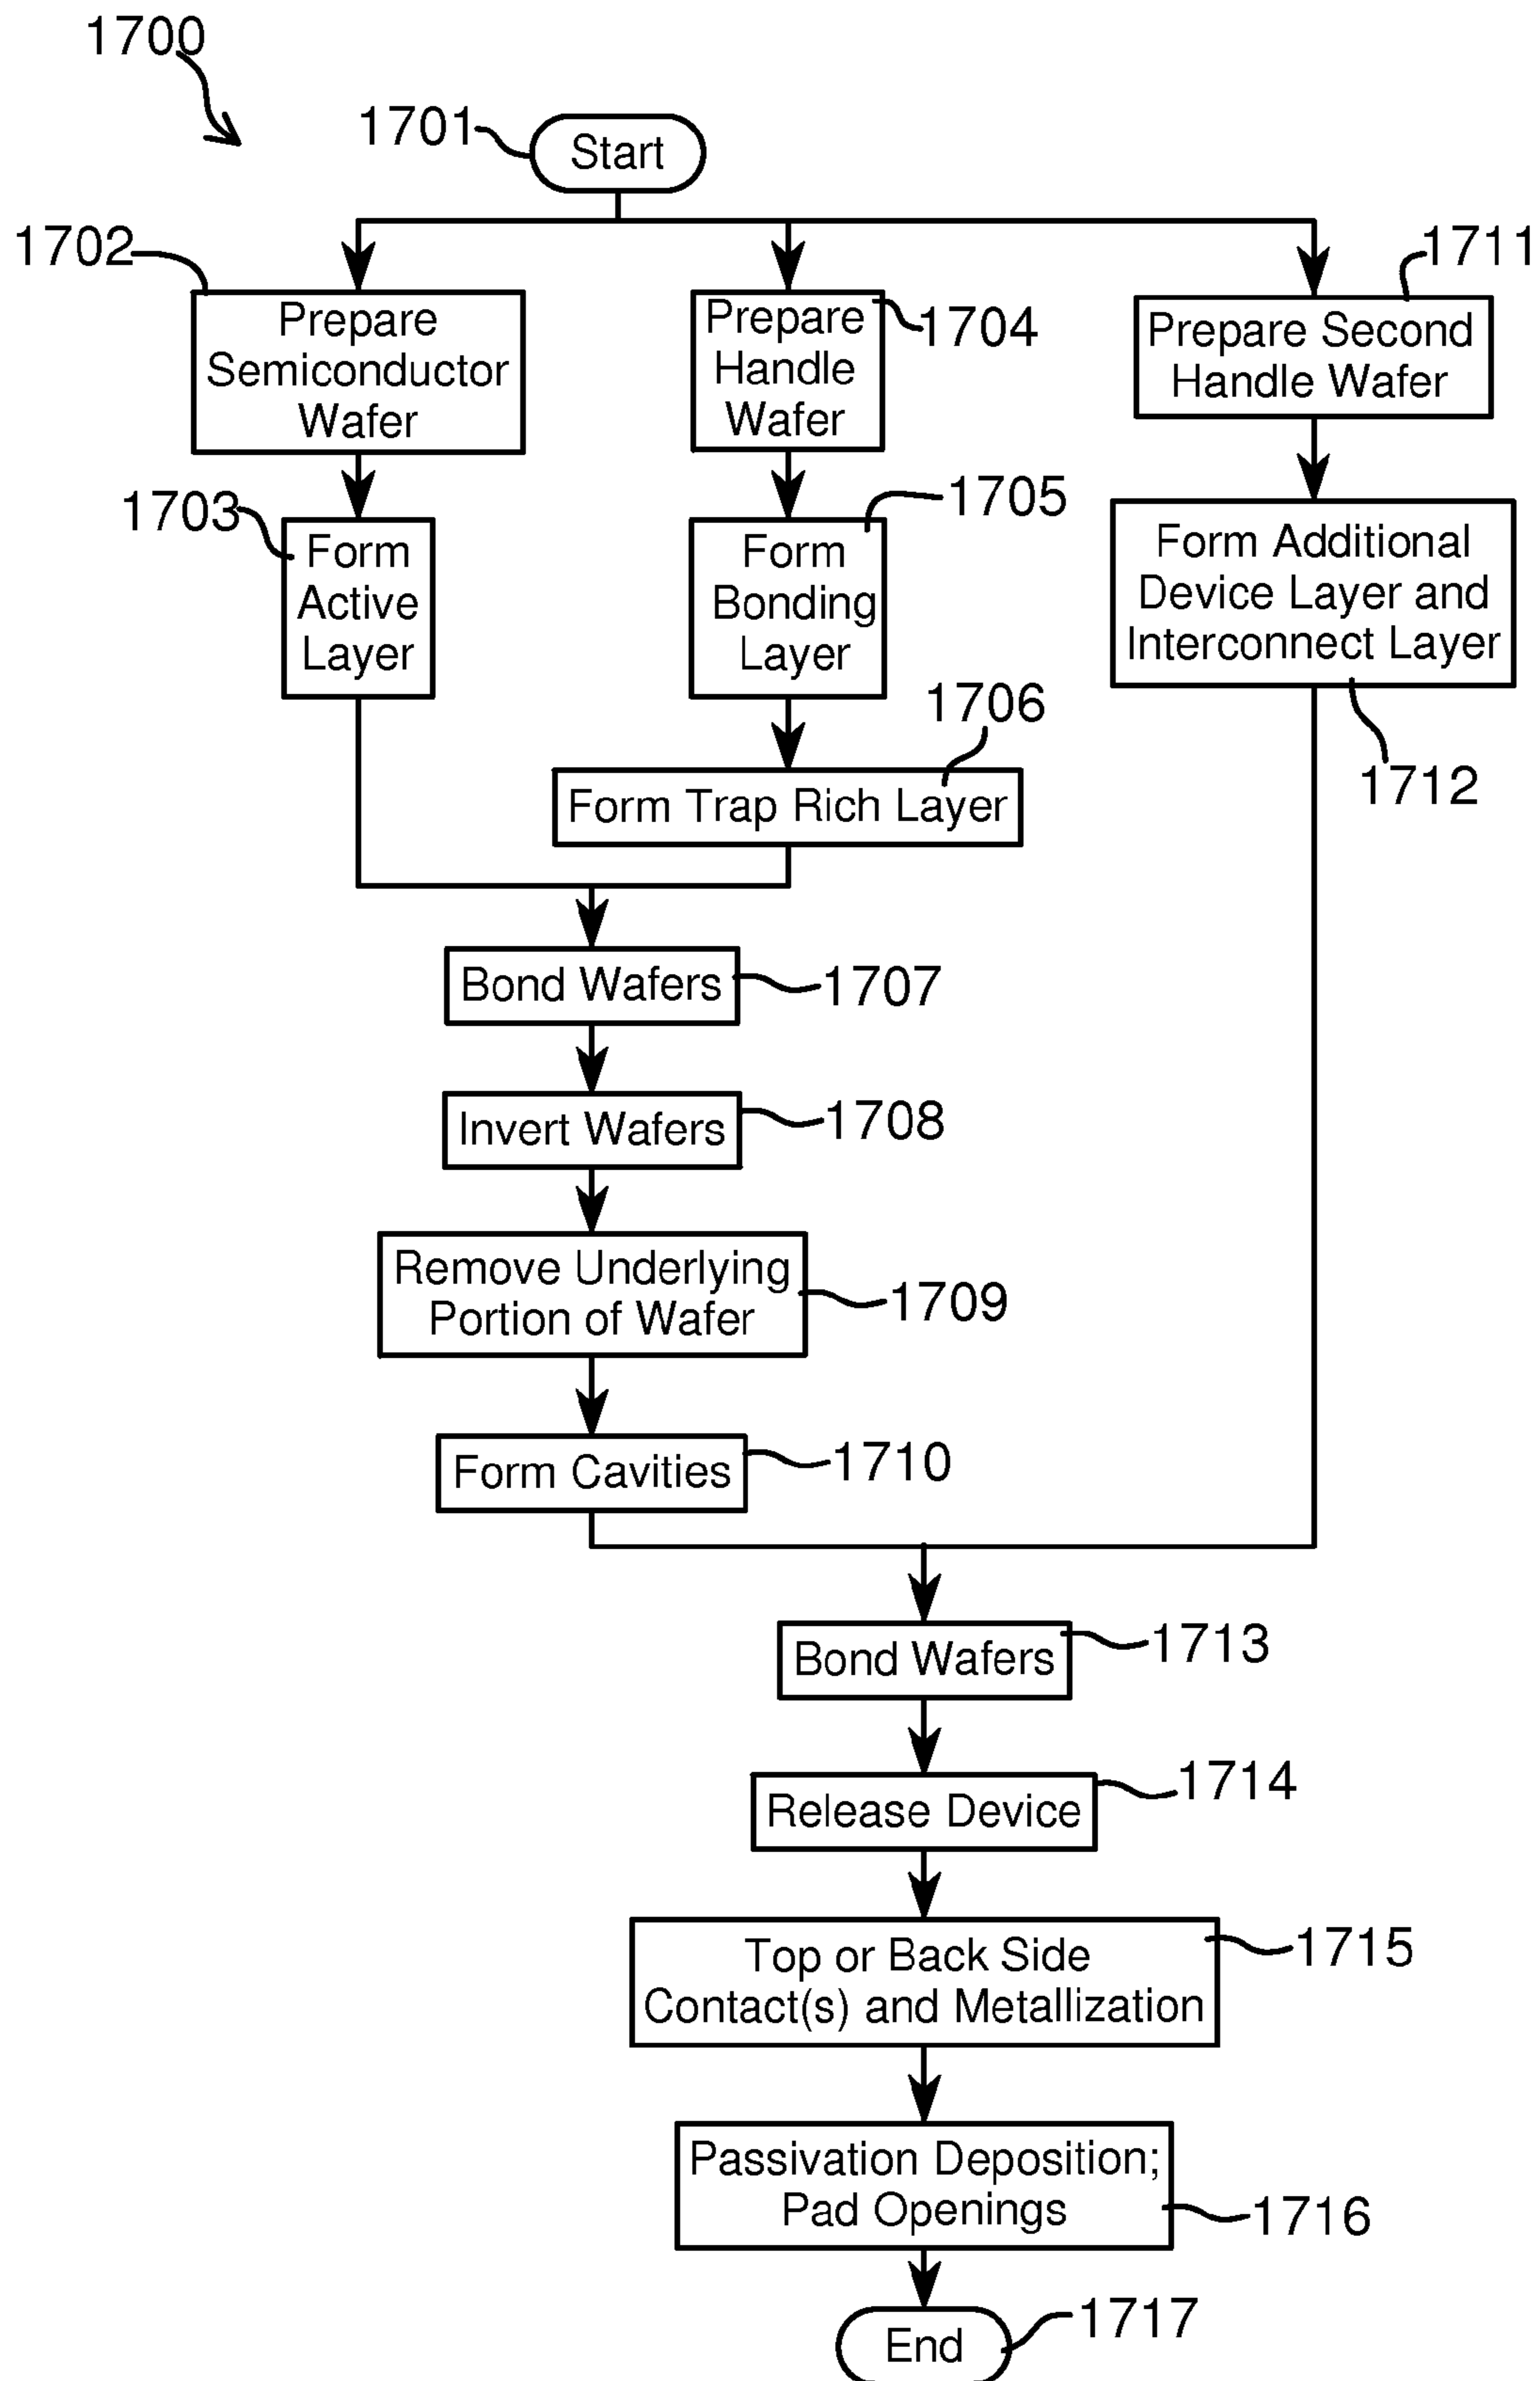 1700
1701
Start
1702
Prepare
Semiconductor
Wafer
1704
Prepare
Handle
Wafer
1711
Prepare Second
Handle Wafer
1703
Form
Active
Layer
1705
Form
Bonding
Layer
Form Additional
Device Layer and
Interconnect Layer
1712
1706
Form Trap Rich Layer
Bond Wafers
1707
Invert Wafers
1708
Remove Underlying
Portion of Wafer
1709
Form Cavities
1710
Bond Wafers
1713
Release Device
1714
Top or Back Side
Contact(s) and Metallization
1715
Passivation Deposition;
Pad Openings
1716
End
1717